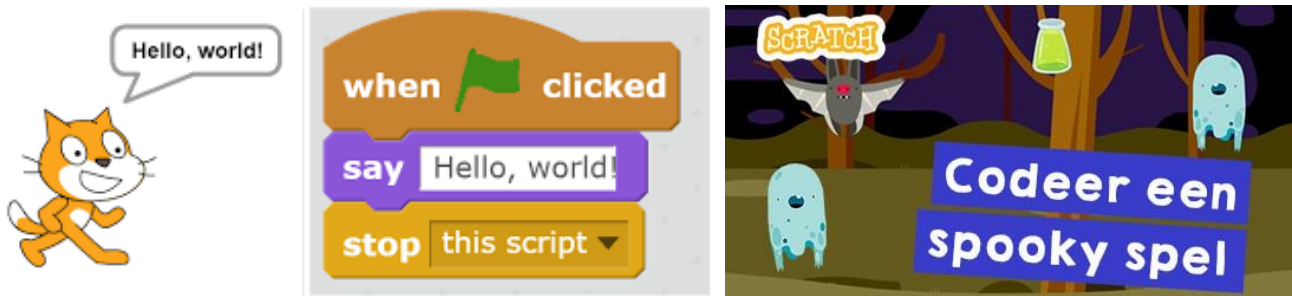 Hello, world!
when clicked
say Hello, world!
stop this script
SCRATCH
Codeer een
spooky spel